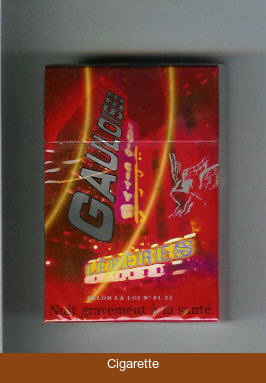 GAULOISES
SELON LA LOI N° 91.32
Nuit gravement à la santé
Cigarette